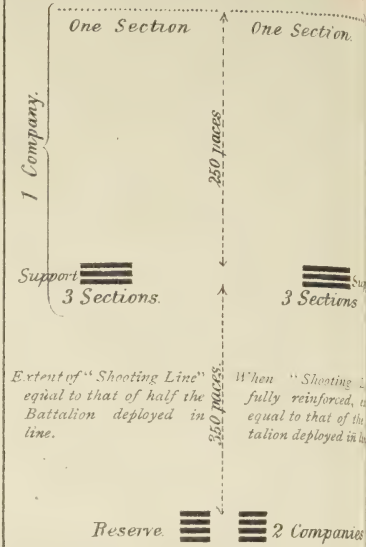 One Section
One Section.
1 Company.
250 paces
Support
3 Sections.
3 Sections
Extent of "Shooting Line"
equal to that of half the
Battalion deployed in
line.
When "Shooting
fully reinforced,
equal to that of the
talion deployed in
350 paces.
Reserve.
2 Companies